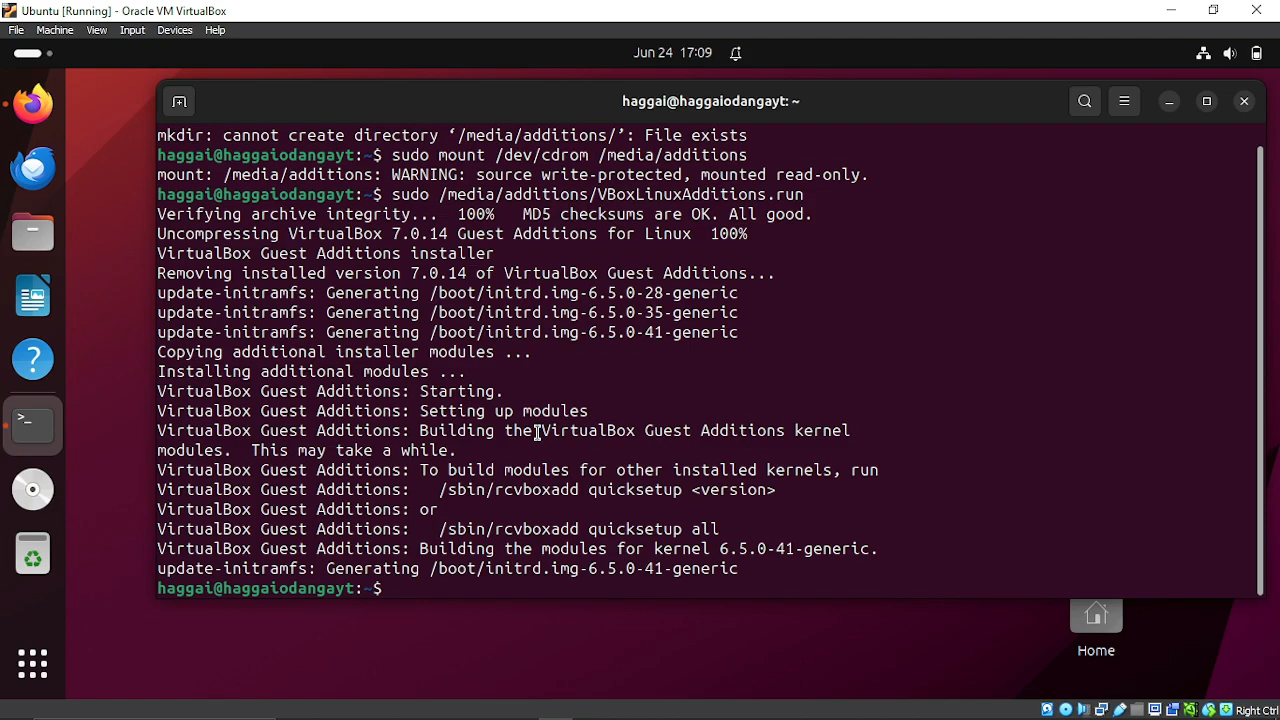 Ubuntu [Running] - Oracle VM VirtualBox
File Machine View Input Devices Help
Jun 24 17:09
haggai@haggaiodangayt: ~
mkdir: cannot create directory ‘/media/additions/’: File exists
haggai@haggaiodangayt:~$ sudo mount /dev/cdrom /media/additions
mount: /media/additions: WARNING: source write-protected, mounted read-only.
haggai@haggaiodangayt:~$ sudo /media/additions/VBoxLinuxAdditions.run
Verifying archive integrity...  100%   MD5 checksums are OK. All good.
Uncompressing VirtualBox 7.0.14 Guest Additions for Linux  100%
VirtualBox Guest Additions installer
Removing installed version 7.0.14 of VirtualBox Guest Additions...
update-initramfs: Generating /boot/initrd.img-6.5.0-28-generic
update-initramfs: Generating /boot/initrd.img-6.5.0-35-generic
update-initramfs: Generating /boot/initrd.img-6.5.0-41-generic
Copying additional installer modules ...
Installing additional modules ...
VirtualBox Guest Additions: Starting.
VirtualBox Guest Additions: Setting up modules
VirtualBox Guest Additions: Building the VirtualBox Guest Additions kernel
modules.  This may take a while.
VirtualBox Guest Additions: To build modules for other installed kernels, run
VirtualBox Guest Additions:   /sbin/rcvboxadd quicksetup <version>
VirtualBox Guest Additions: or
VirtualBox Guest Additions:   /sbin/rcvboxadd quicksetup all
VirtualBox Guest Additions: Building the modules for kernel 6.5.0-41-generic.
update-initramfs: Generating /boot/initrd.img-6.5.0-41-generic
haggai@haggaiodangayt:~$
Home
Right Ctrl